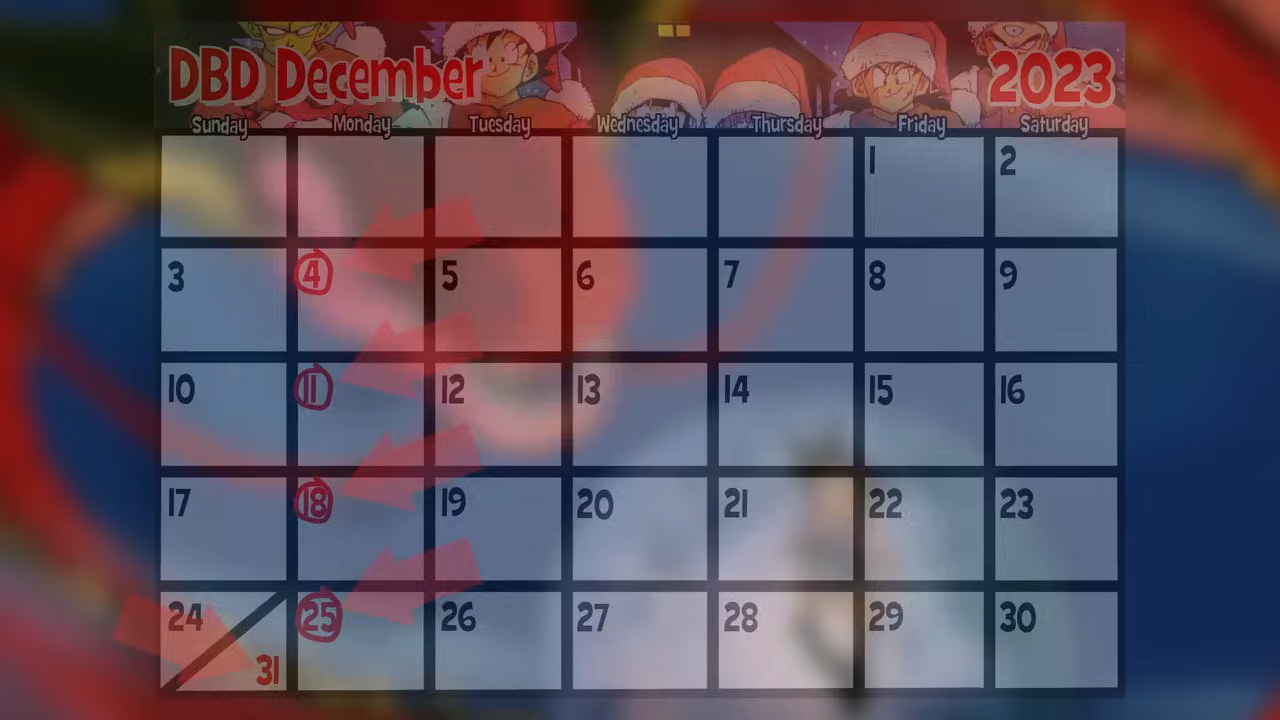 DBD December 2023
Sunday Monday Tuesday Wednesday Thursday Friday Saturday
1 2
3 4 5 6 7 8 9
10 11 12 13 14 15 16
17 18 19 20 21 22 23
24 25 26 27 28 29 30
31